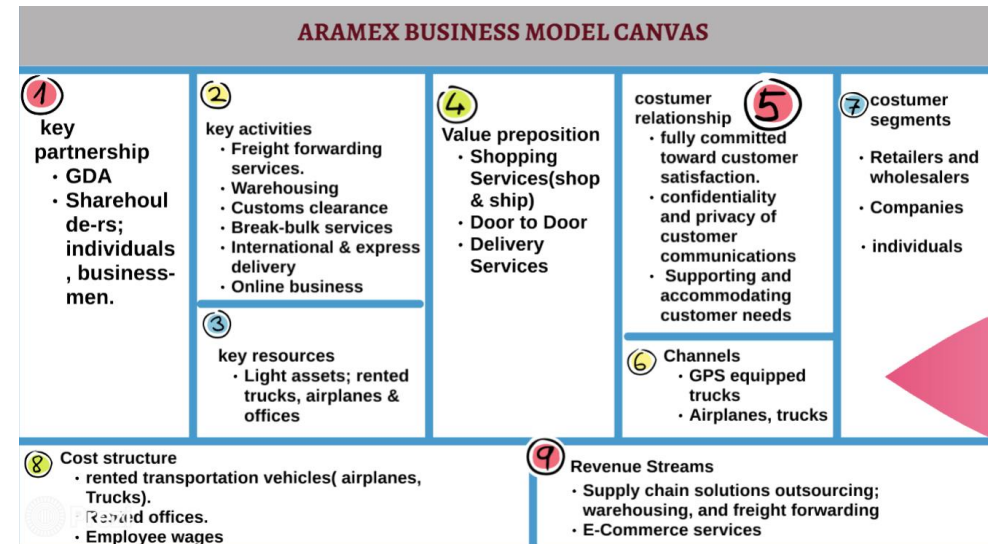 ARAMEX BUSINESS MODEL CANVAS
1
key
partnership
• GDA
• Sharehoul
de-rs;
individuals
, business-
men.
2
key activities
• Freight forwarding
services.
• Warehousing
• Customs clearance
• Break-bulk services
• International & express
delivery
• Online business
3
key resources
• Light assets; rented
trucks, airplanes &
offices
4
Value preposition
• Shopping
Services(shop
& ship)
• Door to Door
• Delivery
Services
5
costumer
relationship
• fully committed
toward customer
satisfaction.
• confidentiality
and privacy of
customer
communications
• Supporting and
accommodating
customer needs
6
Channels
• GPS equipped
trucks
• Airplanes, trucks
7
costumer
segments
• Retailers and
wholesalers
• Companies
• individuals
8
Cost structure
• rented transportation vehicles( airplanes,
Trucks).
• Rented offices.
• Employee wages
9
Revenue Streams
• Supply chain solutions outsourcing;
warehousing, and freight forwarding
• E-Commerce services